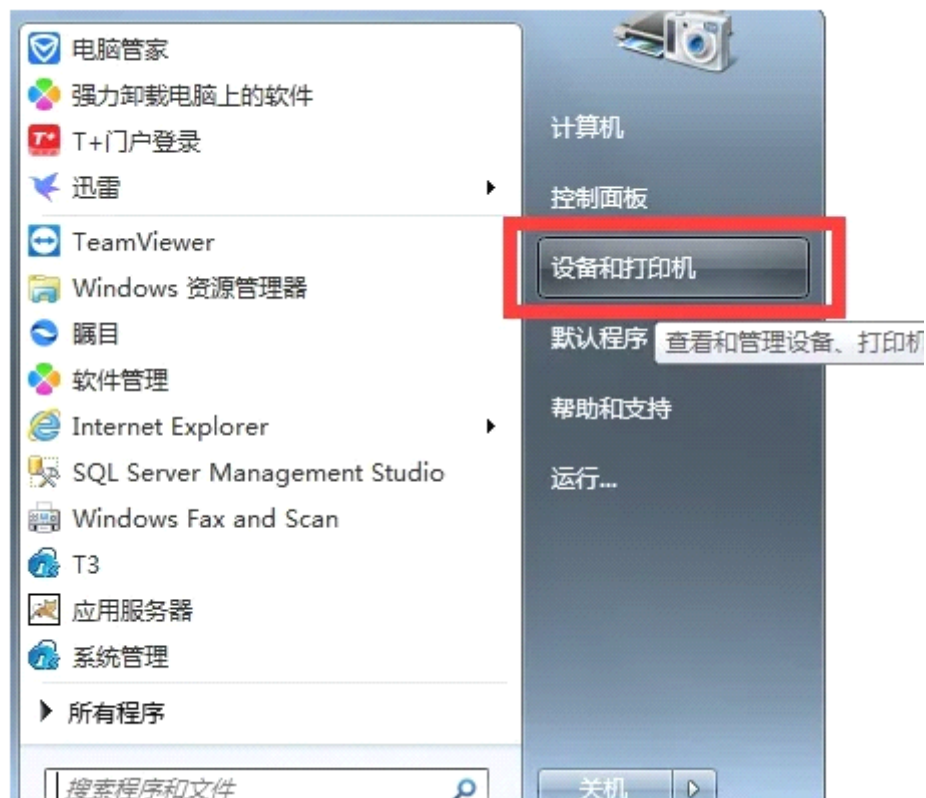 电脑管家
强力卸载电脑上的软件
T+门户登录
迅雷
TeamViewer
Windows 资源管理器
瞩目
软件管理
Internet Explorer
SQL Server Management Studio
Windows Fax and Scan
T3
应用服务器
系统管理
所有程序
搜索程序和文件
计算机
控制面板
设备和打印机
默认程序
查看和管理设备、打印机
帮助和支持
运行...
关机